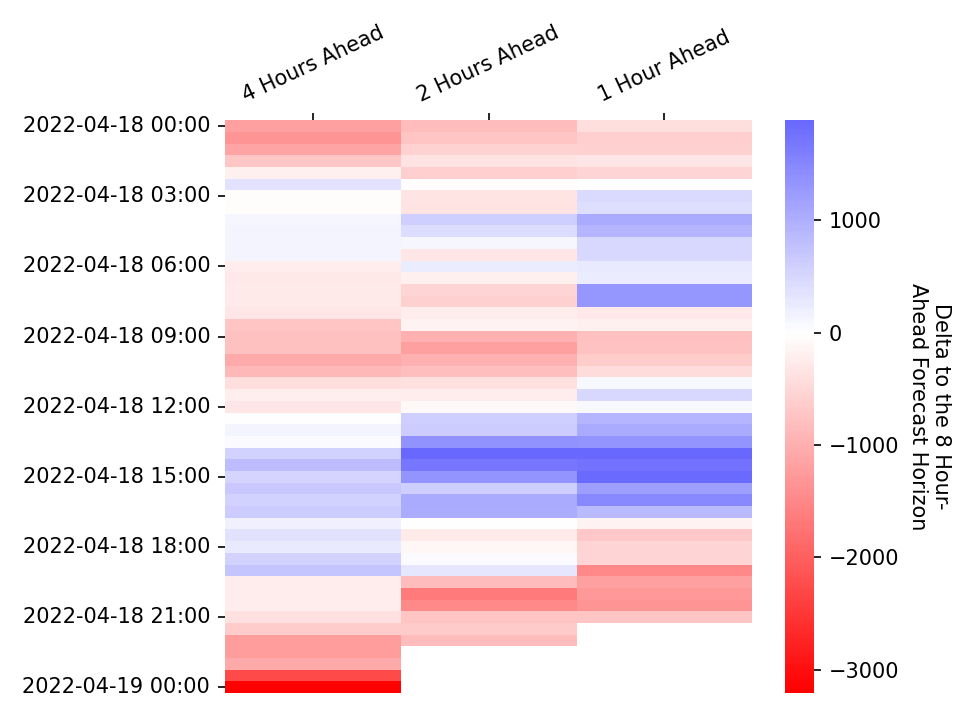 4 Hours Ahead
2 Hours Ahead
1 Hour Ahead
2022-04-18 00:00
2022-04-18 03:00
2022-04-18 06:00
2022-04-18 09:00
2022-04-18 12:00
2022-04-18 15:00
2022-04-18 18:00
2022-04-18 21:00
2022-04-19 00:00
1000
0
−1000
−2000
−3000
Delta to the 8 Hour-
Ahead Forecast Horizon